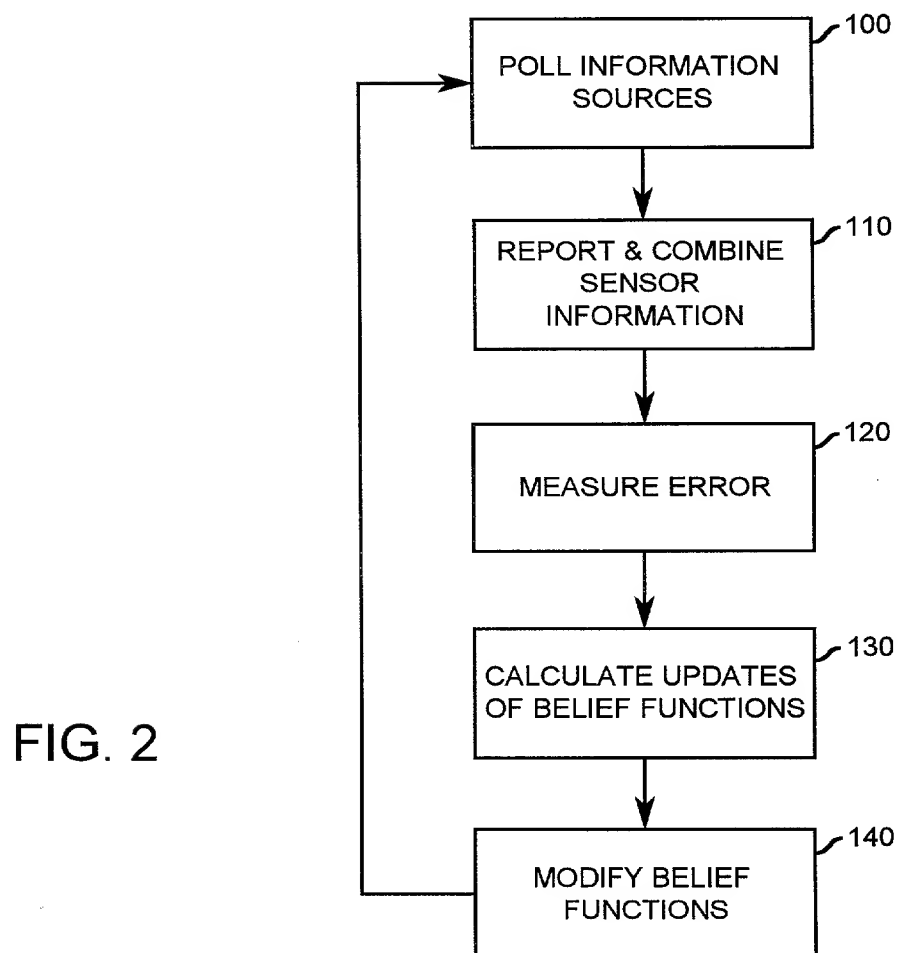 100
POLL INFORMATION
SOURCES
110
REPORT & COMBINE
SENSOR
INFORMATION
120
MEASURE ERROR
130
CALCULATE UPDATES
OF BELIEF FUNCTIONS
FIG. 2
140
MODIFY BELIEF
FUNCTIONS